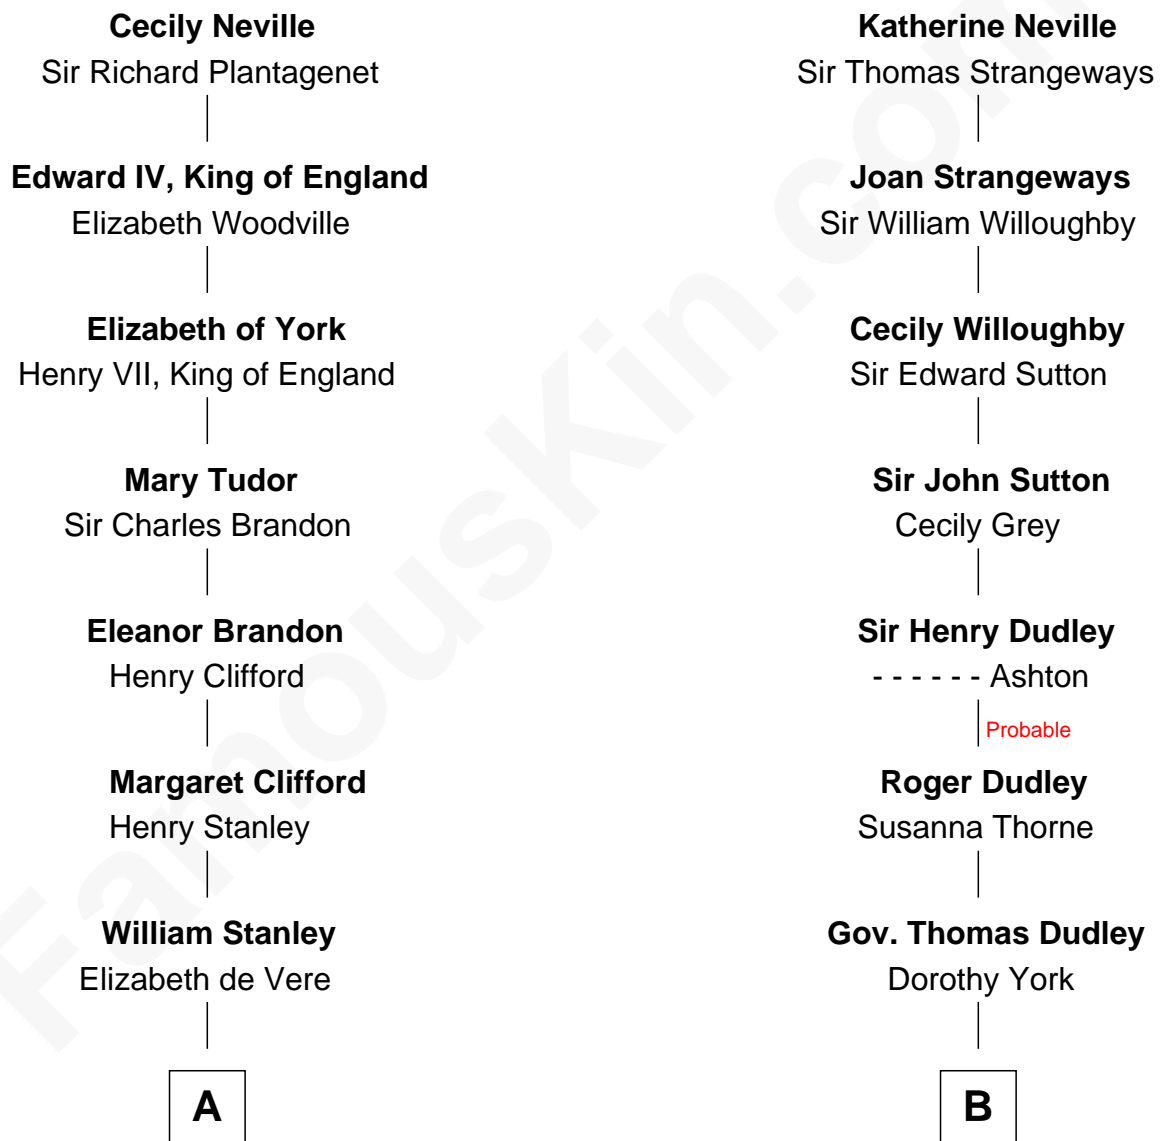 Cecily Neville
Sir Richard Plantagenet
Edward IV, King of England
Elizabeth Woodville
Elizabeth of York
Henry VII, King of England
Mary Tudor
Sir Charles Brandon
Eleanor Brandon
Henry Clifford
Margaret Clifford
Henry Stanley
William Stanley
Elizabeth de Vere
A
Katherine Neville
Sir Thomas Strangeways
Joan Strangeways
Sir William Willoughby
Cecily Willoughby
Sir Edward Sutton
Sir John Sutton
Cecily Grey
Sir Henry Dudley
- - - - - - Ashton
Probable
Roger Dudley
Susanna Thorne
Gov. Thomas Dudley
Dorothy York
B
FamousKin.com